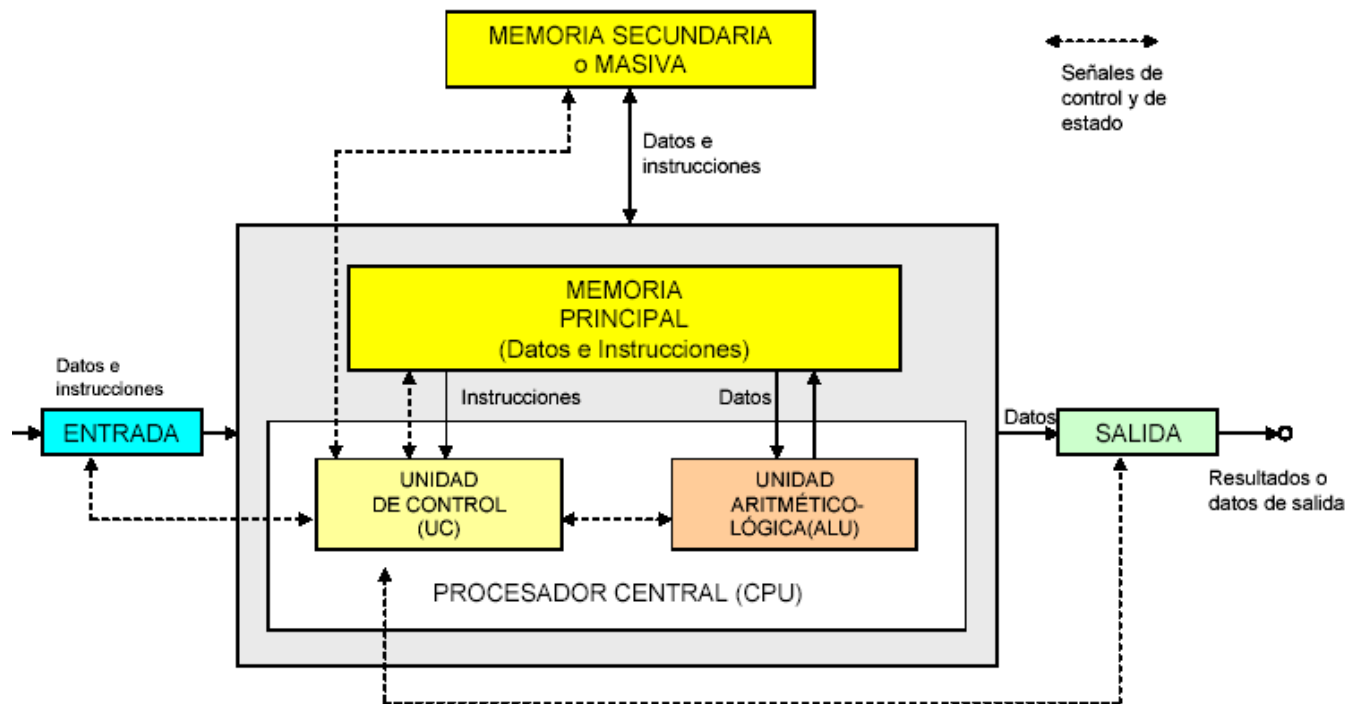 MEMORIA SECUNDARIA
o MASIVA
Señales de
control y de
estado
Datos e
instrucciones
MEMORIA
PRINCIPAL
(Datos e Instrucciones)
Datos e
instrucciones
Instrucciones
Datos
ENTRADA
Datos
SALIDA
UNIDAD
DE CONTROL
(UC)
UNIDAD
ARITMÉTICO-
LÓGICA(ALU)
Resultados o
datos de salida
PROCESADOR CENTRAL (CPU)